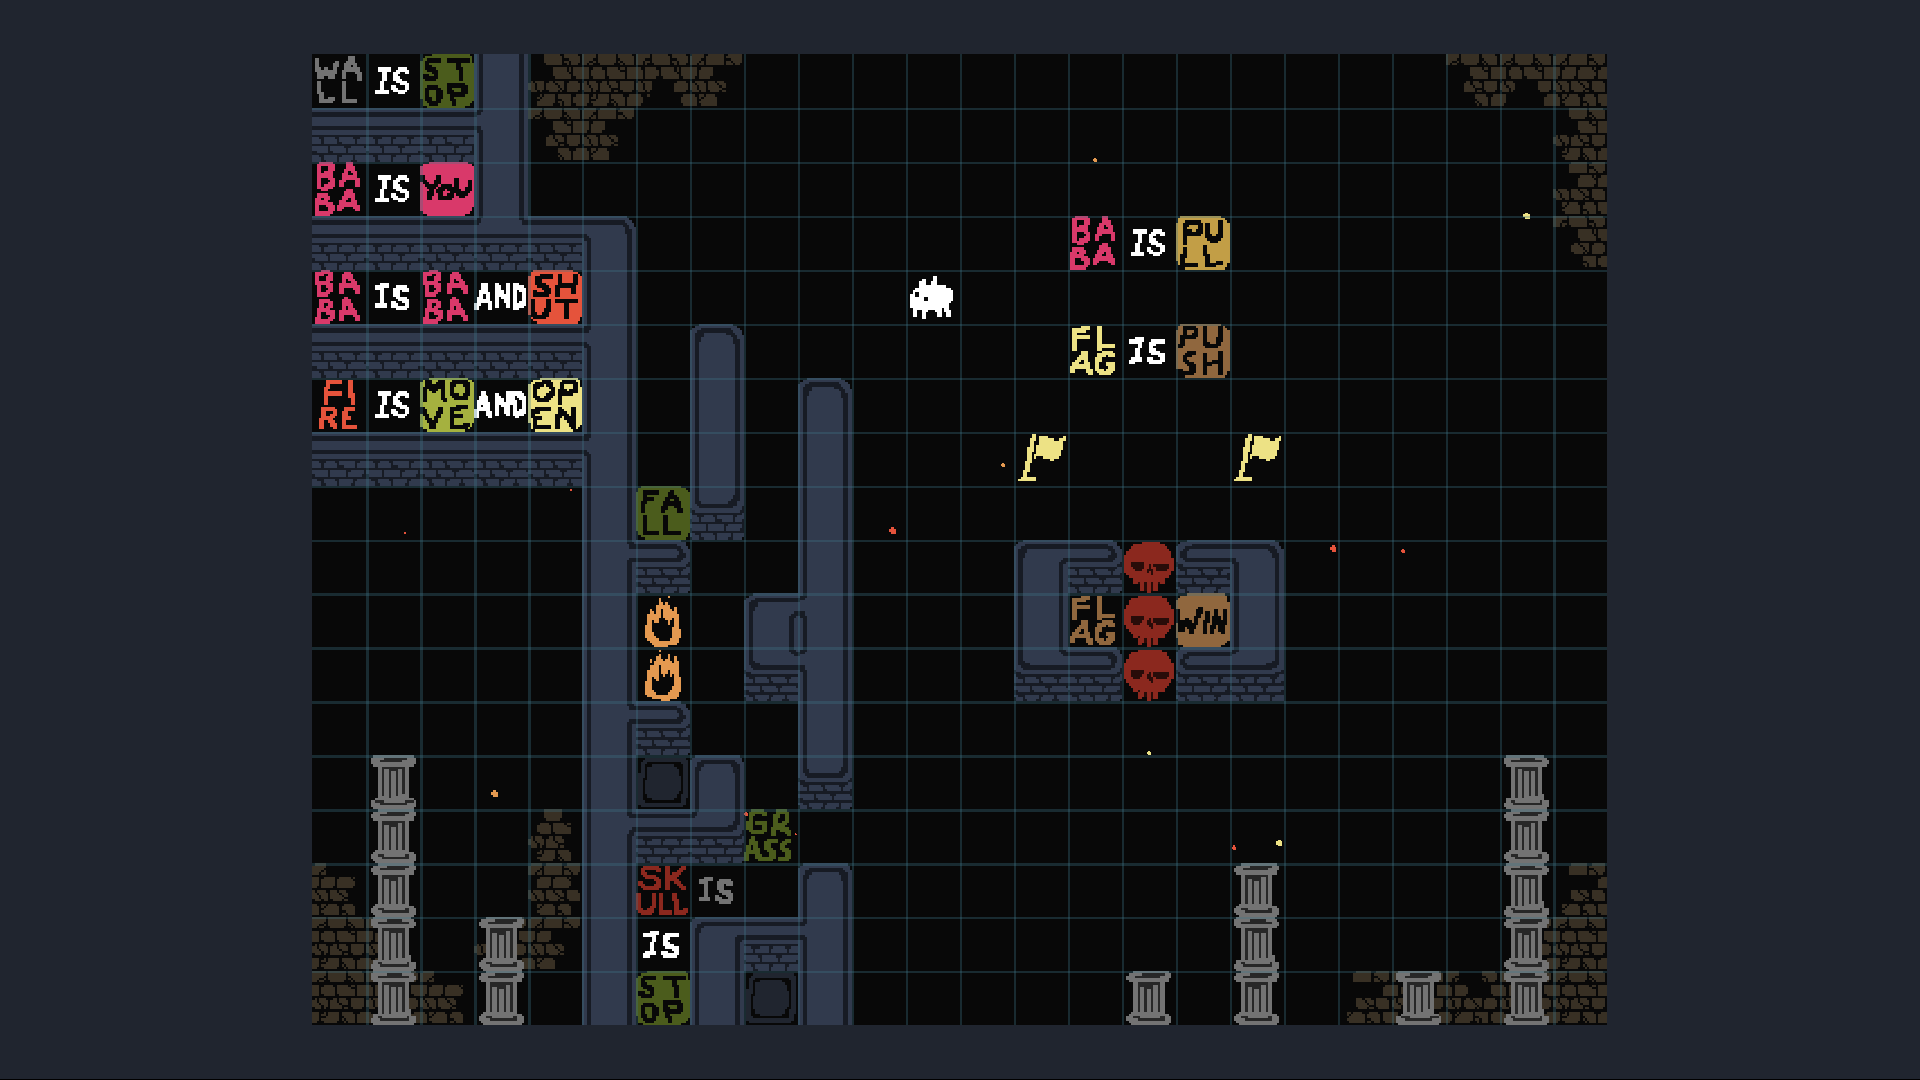 WALL IS STOP
BABA IS YOU
BABA IS PULL
BABA IS BABA AND SHUT
FLAG IS PUSH
FIRE IS MOVE AND OPEN
FALL
FLAG WIN
GRASS
SKULL IS
IS
STOP